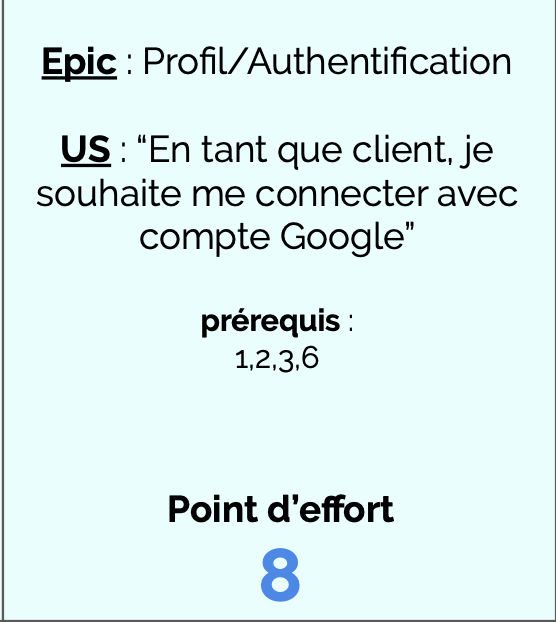 Epic : Profil/Authentification
US : “En tant que client, je
souhaite me connecter avec
compte Google”
prérequis :
1,2,3,6
Point d’effort
8